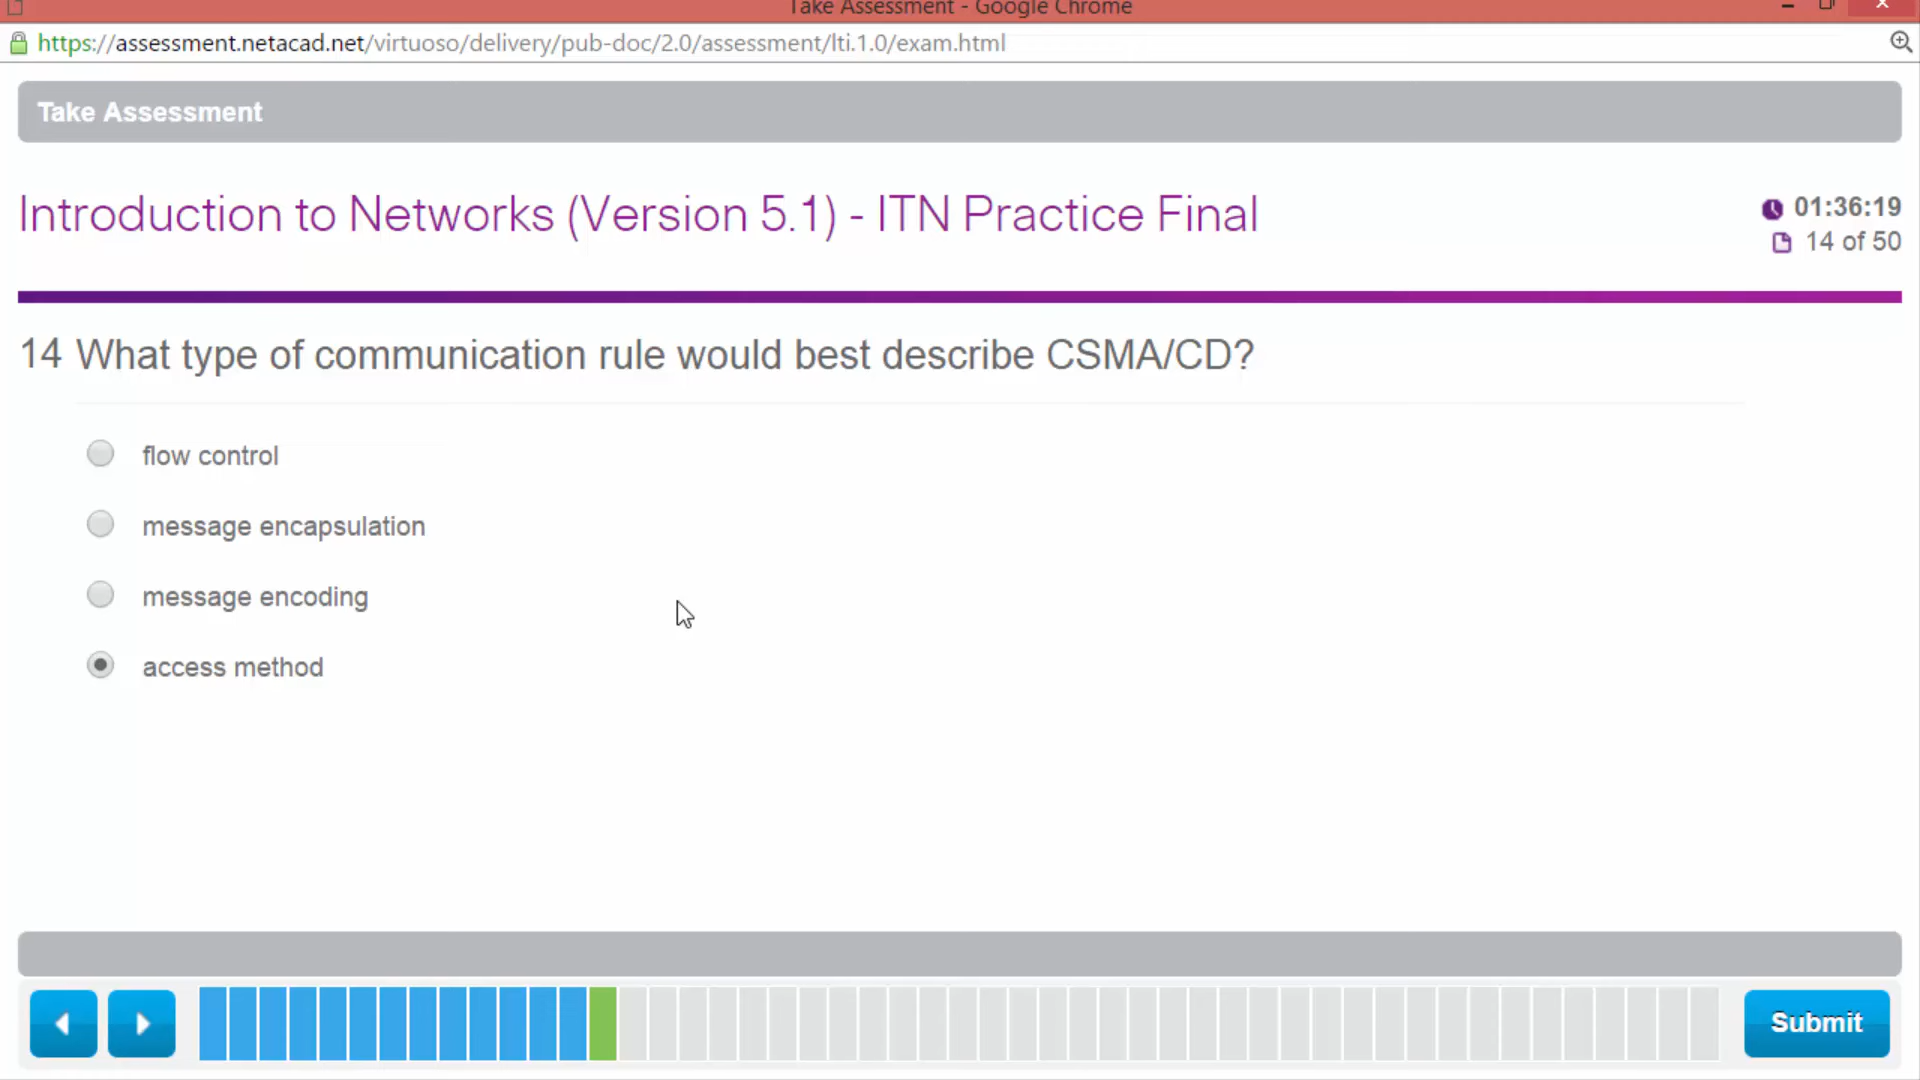 Take Assessment - Google Chrome
https://assessment.netacad.net/virtuoso/delivery/pub-doc/2.0/assessment/lti.1.0/exam.html
Take Assessment
Introduction to Networks (Version 5.1) - ITN Practice Final
01:36:19
14 of 50
14 What type of communication rule would best describe CSMA/CD?
flow control
message encapsulation
message encoding
access method
Submit